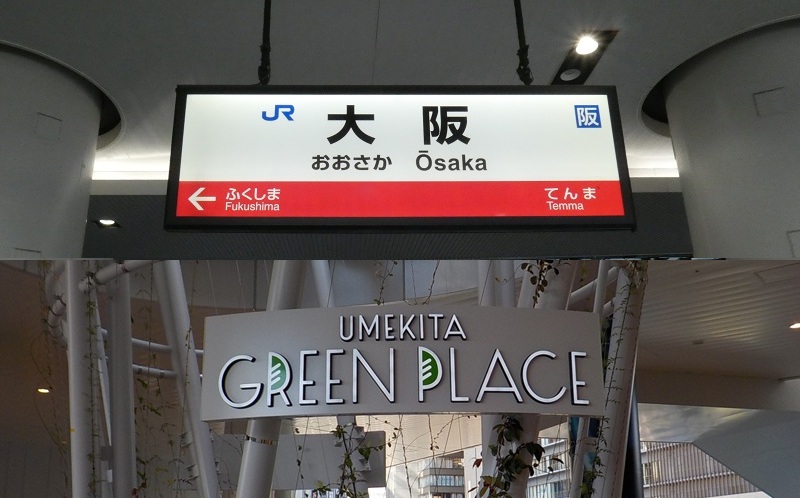 JR 大阪 阪
おおさか Ōsaka
← ふくしま てんま
Fukushima Temma
UMEKITA
GREEN PLACE